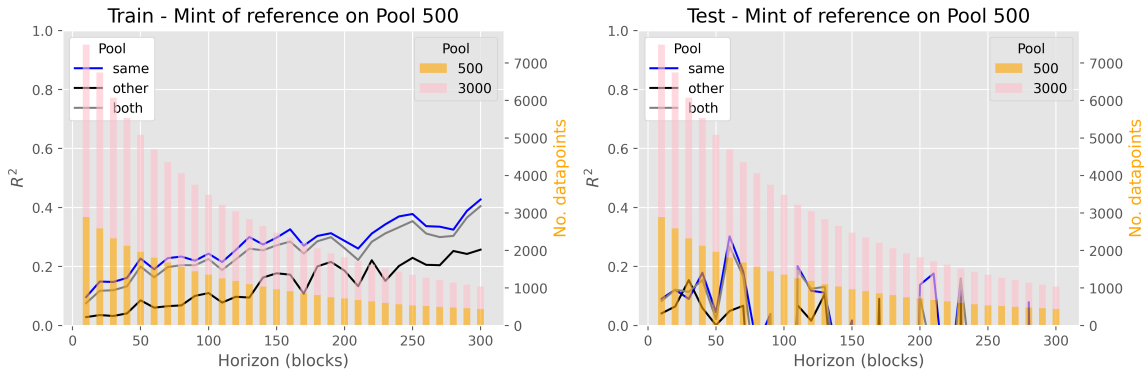 Train - Mint of reference on Pool 500
1.0
0.8
0.6
0.4
0.2
0.0
R²
Pool
same
other
both
Pool
500
3000
7000
6000
5000
4000
3000
2000
1000
0
No. datapoints
0 50 100 150 200 250 300
Horizon (blocks)
Test - Mint of reference on Pool 500
1.0
0.8
0.6
0.4
0.2
0.0
R²
Pool
same
other
both
Pool
500
3000
7000
6000
5000
4000
3000
2000
1000
0
No. datapoints
0 50 100 150 200 250 300
Horizon (blocks)